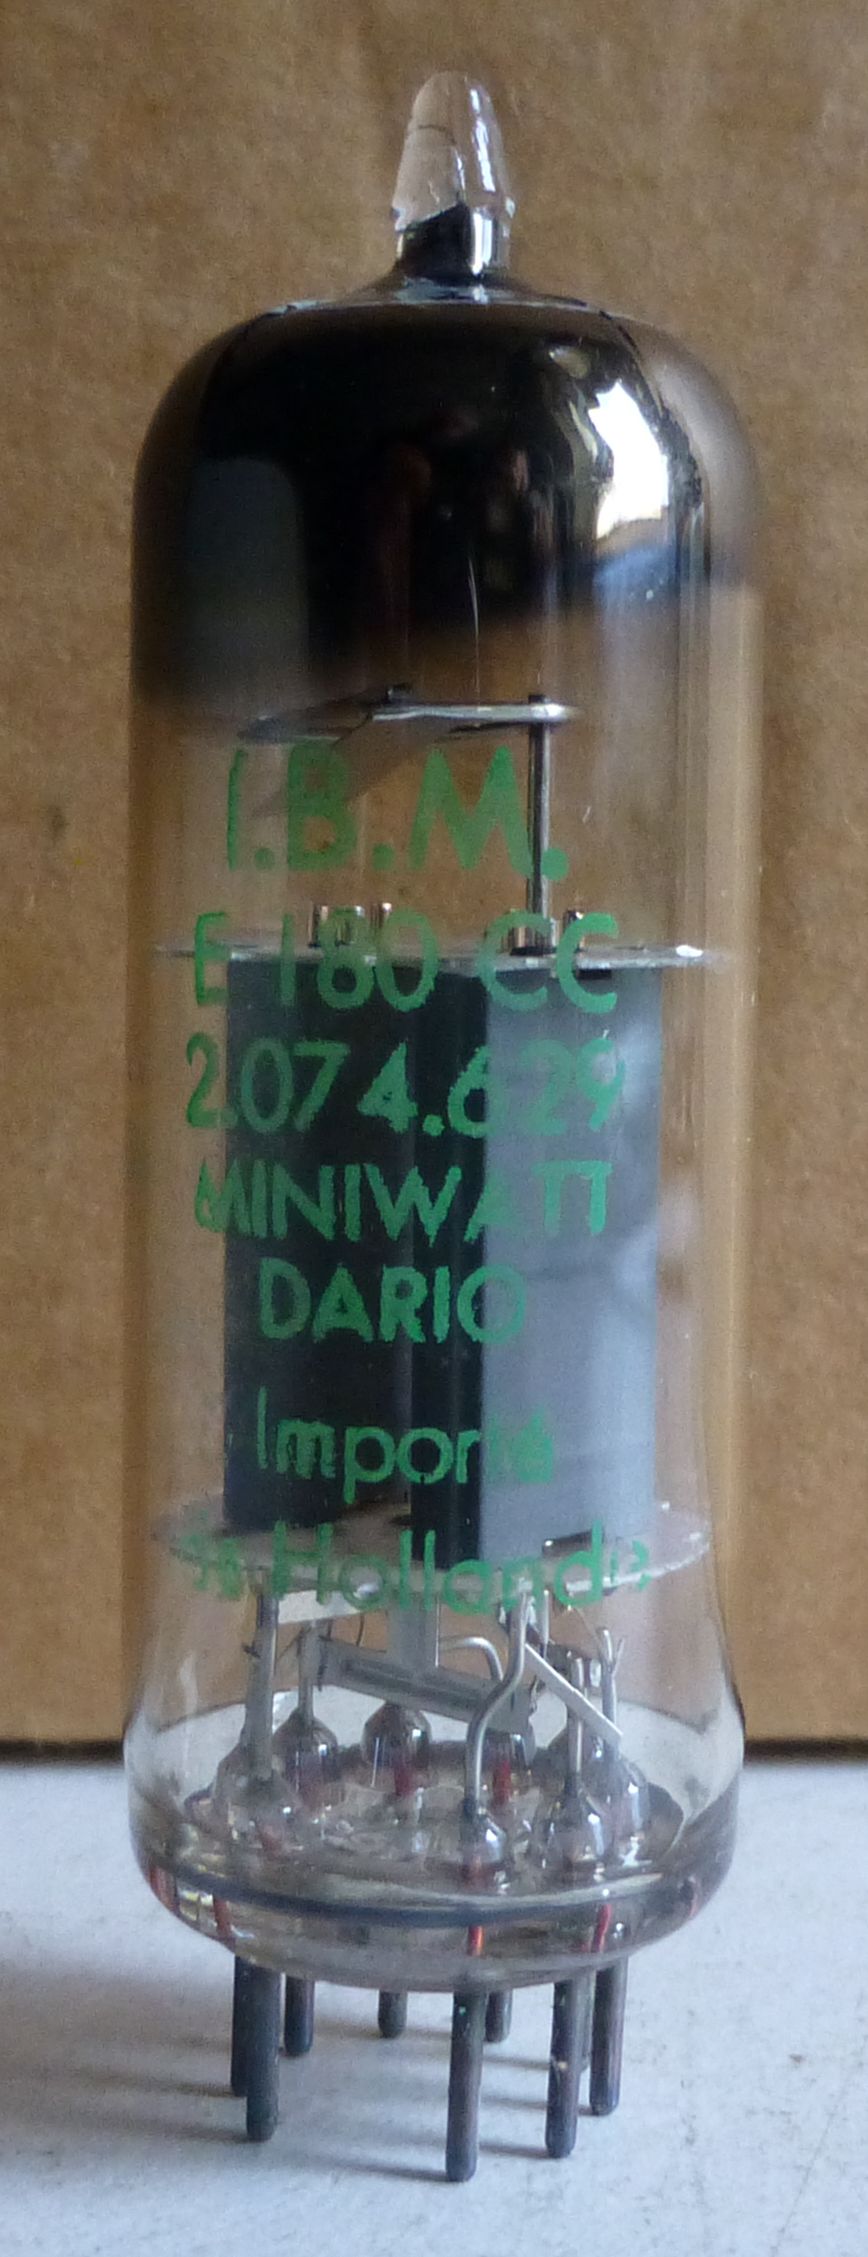 I.B.M.
E 180 CC
2.074.629
MINIWATT
DARIO
Importé
de Hollande